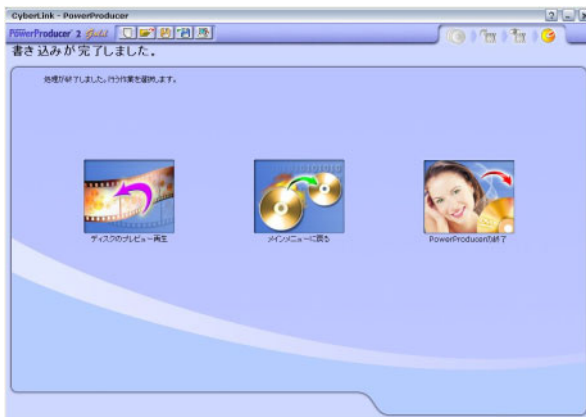 CyberLink - PowerProducer
PowerProducer 2 Gold
書き込みが完了しました。
処理が終了しました。行う作業を選択します。
ディスクのプレビュー再生
メインメニューに戻る
PowerProducerの終了